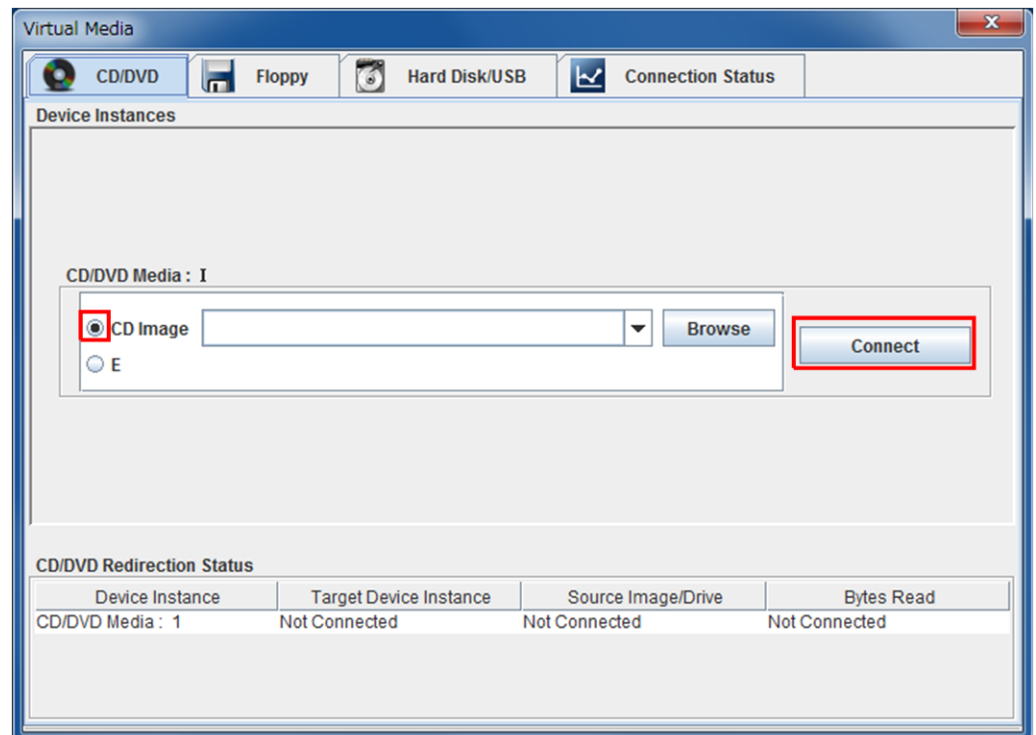 Virtual Media
CD/DVD Floppy Hard Disk/USB Connection Status
Device Instances
CD/DVD Media : I
CD Image Browse
Connect
E
CD/DVD Redirection Status
Device Instance Target Device Instance Source Image/Drive Bytes Read
CD/DVD Media : 1 Not Connected Not Connected Not Connected